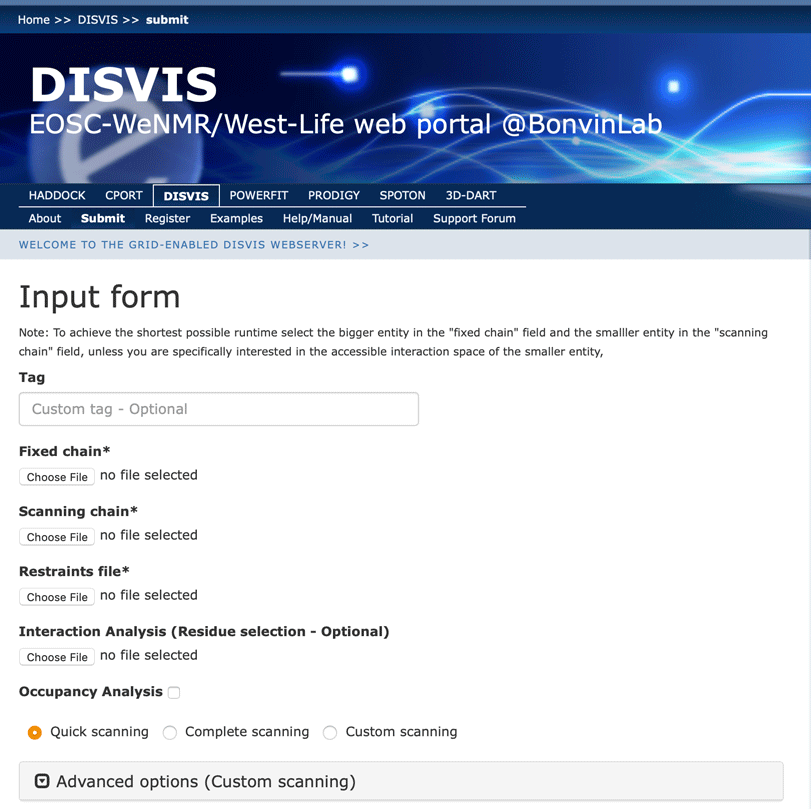 Home >> DISVIS >> submit
DISVIS
EOSC-WeNMR/West-Life web portal @BonvinLab
HADDOCK CPORT DISVIS POWERFIT PRODIGY SPOTON 3D-DART
About Submit Register Examples Help/Manual Tutorial Support Forum
WELCOME TO THE GRID-ENABLED DISVIS WEBSERVER! >>
Input form
Note: To achieve the shortest possible runtime select the bigger entity in the "fixed chain" field and the smalller entity in the "scanning
chain" field, unless you are specifically interested in the accessible interaction space of the smaller entity,
Tag
Custom tag - Optional
Fixed chain*
Choose File no file selected
Scanning chain*
Choose File no file selected
Restraints file*
Choose File no file selected
Interaction Analysis (Residue selection - Optional)
Choose File no file selected
Occupancy Analysis
Quick scanning Complete scanning Custom scanning
Advanced options (Custom scanning)